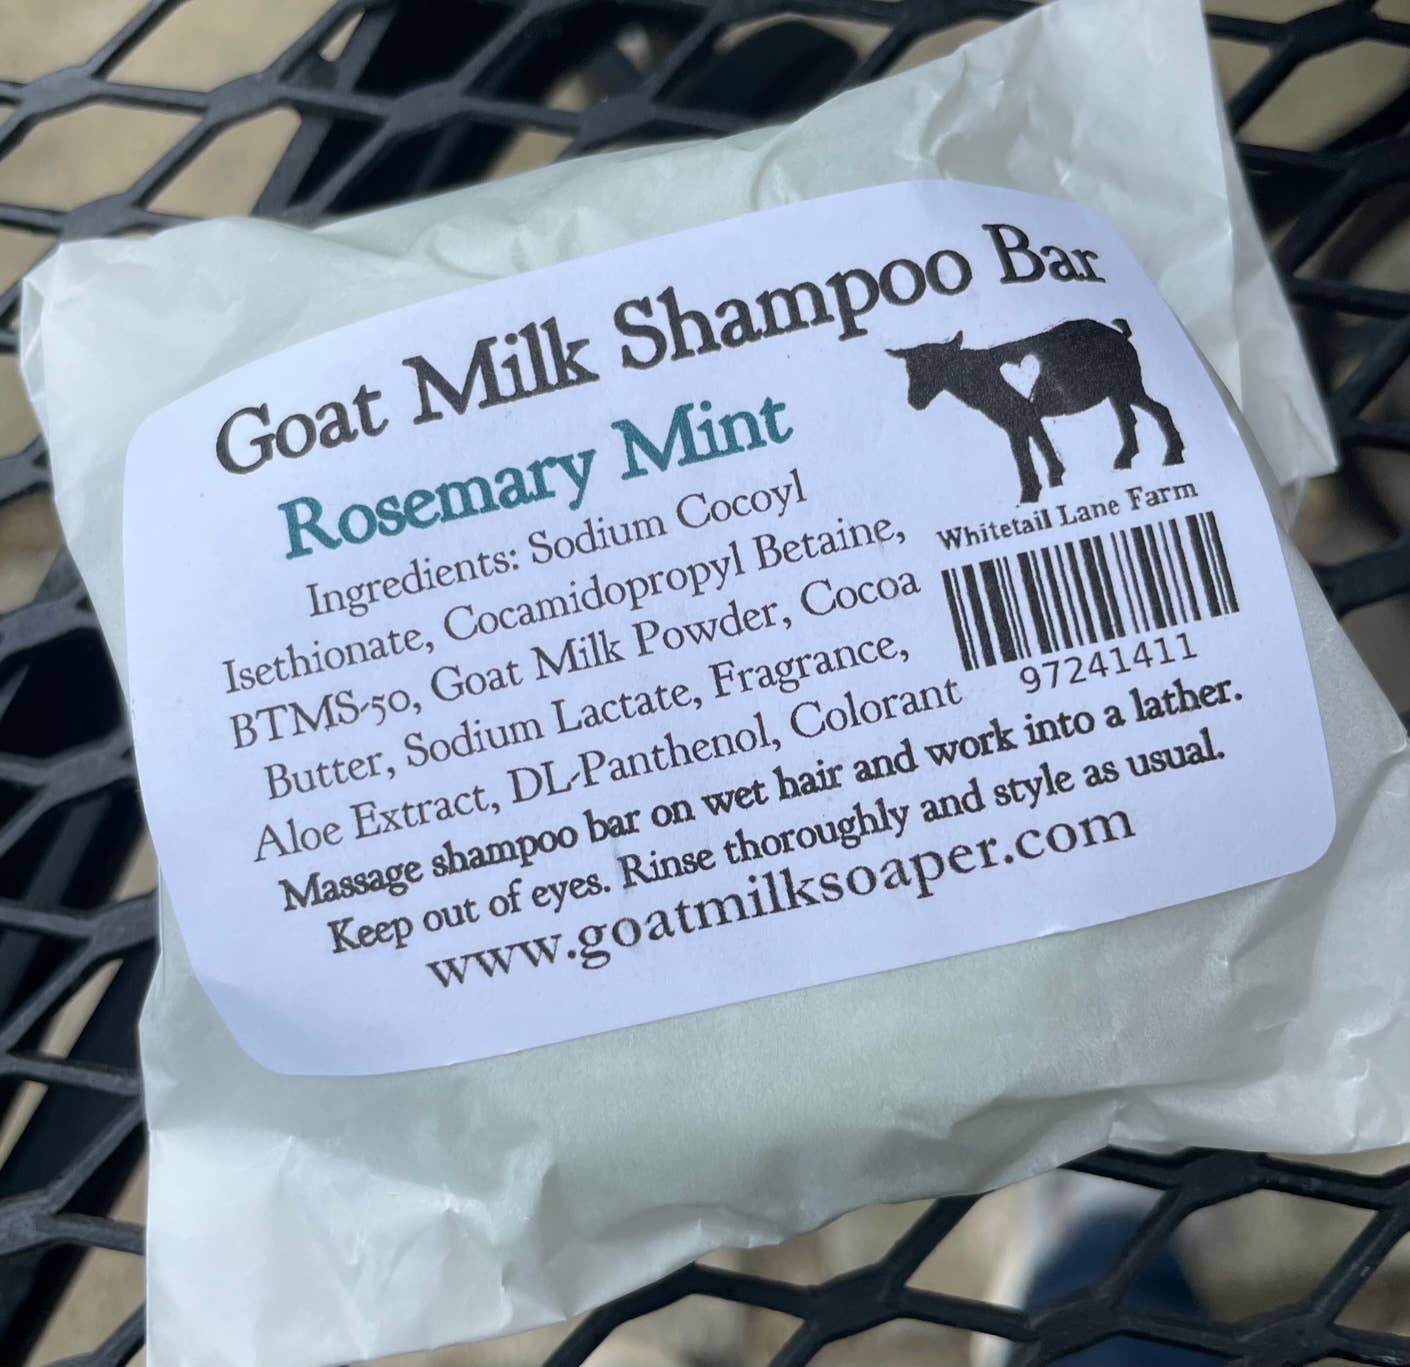 Goat Milk Shampoo Bar
Rosemary Mint
Ingredients: Sodium Cocoyl
Isethionate, Cocamidopropyl Betaine,
BTMS-50, Goat Milk Powder, Cocoa
Butter, Sodium Lactate, Fragrance,
Aloe Extract, DL-Panthenol, Colorant
Whitetail Lane Farm
97241411
Massage shampoo bar on wet hair and work into a lather.
Keep out of eyes. Rinse thoroughly and style as usual.
www.goatmilksoaper.com